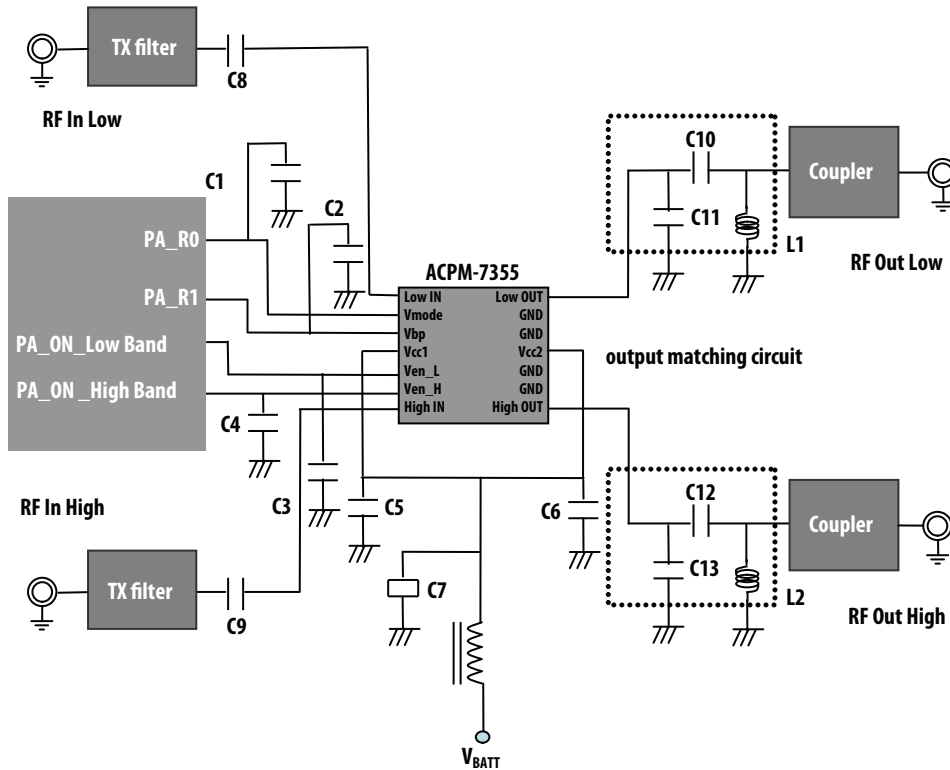 TX filter
C8
RF In Low
C1
C2
PA_R0
PA_R1
PA_ON_Low Band
PA_ON _High Band
C10
C11
L1
Coupler
RF Out Low
ACPM-7355
Low IN Low OUT
Vmode GND
Vbp GND
Vcc1 Vcc2
Ven_L GND
Ven_H GND
High IN High OUT
output matching circuit
C4
C3
C5
C6
RF In High
C12
C13
L2
Coupler
RF Out High
TX filter
C9
C7
VBATT